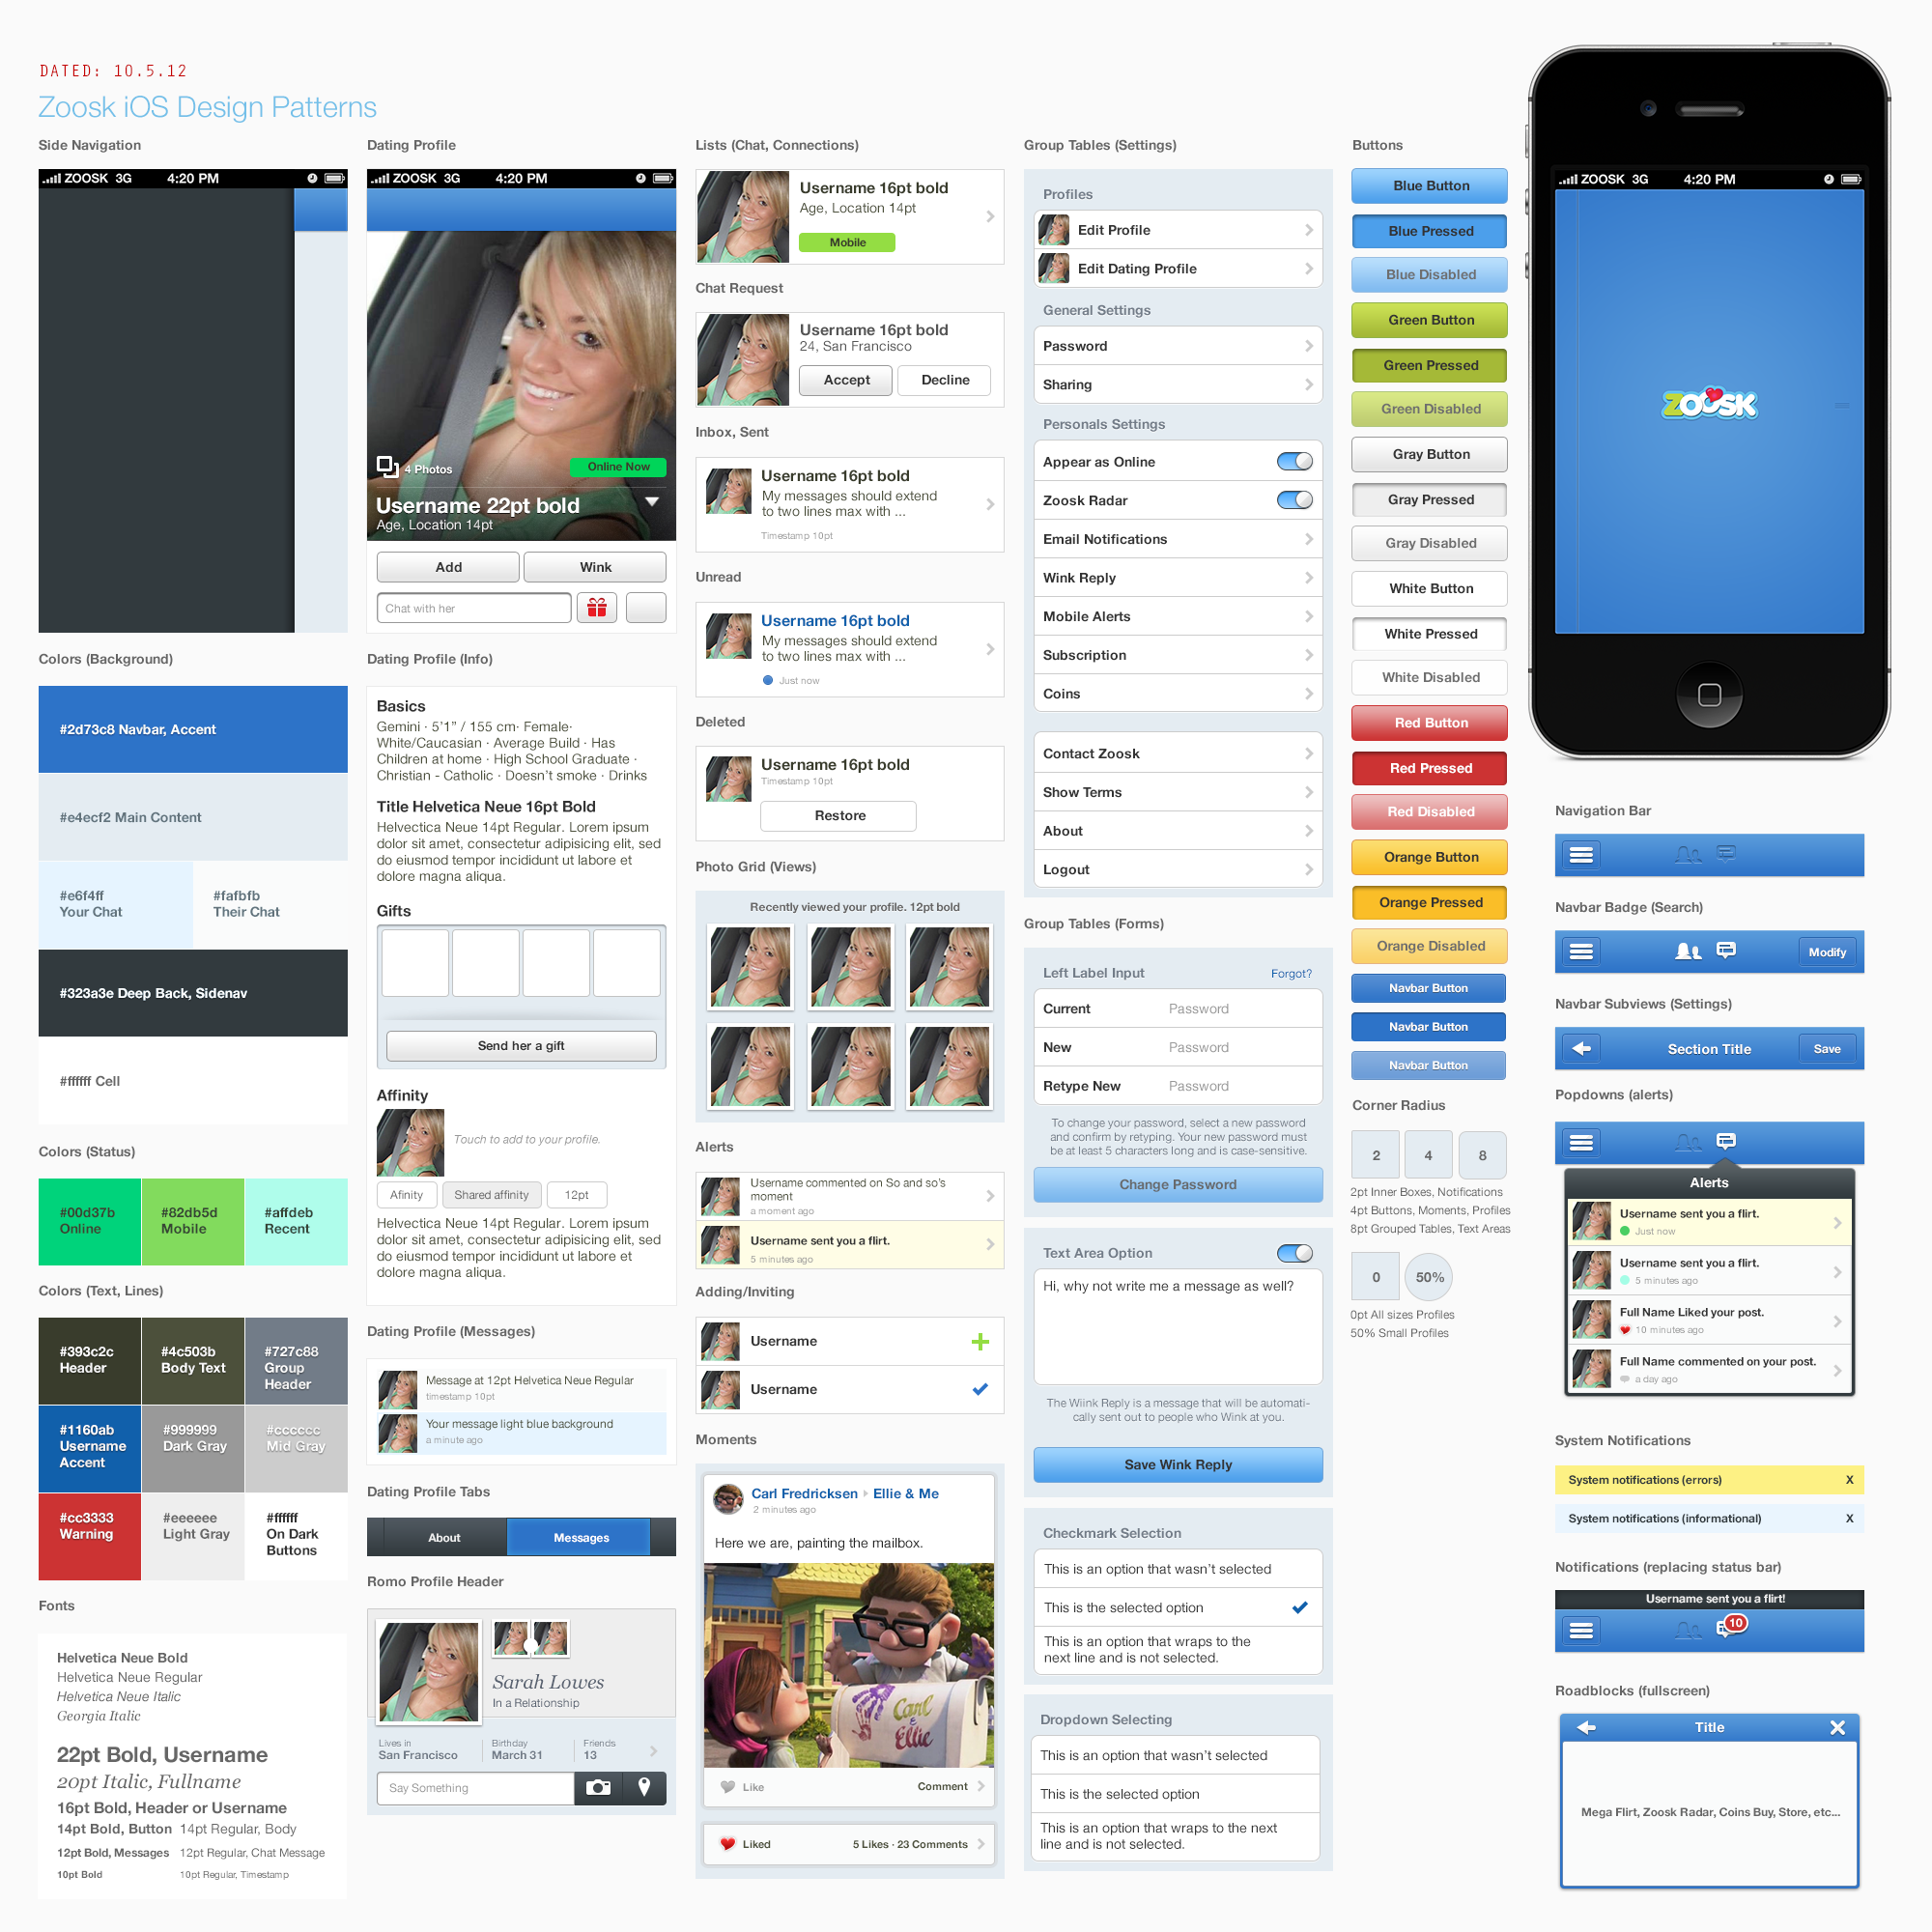 DATED: 10.5.12
Zoosk iOS Design Patterns
Side Navigation
ZOOSK 3G 4:20 PM
Colors (Background)
#2d73c8 Navbar, Accent
#e4ecf2 Main Content
#e6f4ff
Your Chat
#fafbfb
Their Chat
#323a3e Deep Back, Sidenav
#ffffff Cell
Colors (Status)
#00d37b
Online
#82db5d
Mobile
#affdeb
Recent
Colors (Text, Lines)
#393c2c
Header
#4c503b
Body Text
#727c88
Group
Header
#1160ab
Username
Accent
#999999
Dark Gray
#cccccc
Mid Gray
#cc3333
Warning
#eeeeee
Light Gray
#ffffff
On Dark
Buttons
Fonts
Helvetica Neue Bold
Helvetica Neue Regular
Helvetica Neue Italic
Georgia Italic
22pt Bold, Username
20pt Italic, Fullname
16pt Bold, Header or Username
14pt Bold, Button 14pt Regular, Body
12pt Bold, Messages 12pt Regular, Chat Message
10pt Bold 10pt Regular, Timestamp
Dating Profile
ZOOSK 3G 4:20 PM
4 Photos
Online Now
Username 22pt bold
Age, Location 14pt
Add
Wink
Chat with her
Dating Profile (Info)
Basics
Gemini · 5'1” / 155 cm· Female·
White/Caucasian · Average Build · Has
Children at home · High School Graduate ·
Christian - Catholic · Doesn't smoke · Drinks
Title Helvetica Neue 16pt Bold
Helvectica Neue 14pt Regular. Lorem ipsum
dolor sit amet, consectetur adipisicing elit, sed
do eiusmod tempor incididunt ut labore et
dolore magna aliqua.
Gifts
Send her a gift
Affinity
Touch to add to your profile.
Afinity
Shared affinity
12pt
Helvectica Neue 14pt Regular. Lorem ipsum
dolor sit amet, consectetur adipisicing elit, sed
do eiusmod tempor incididunt ut labore et
dolore magna aliqua.
Dating Profile (Messages)
Message at 12pt Helvetica Neue Regular
timestamp 10pt
Your message light blue background
a minute ago
Dating Profile Tabs
About
Messages
Romo Profile Header
Sarah Lowes
In a Relationship
Lives in
San Francisco
Birthday
March 31
Friends
13
Say Something
Lists (Chat, Connections)
Username 16pt bold
Age, Location 14pt
Mobile
Chat Request
Username 16pt bold
24, San Francisco
Accept
Decline
Inbox, Sent
Username 16pt bold
My messages should extend
to two lines max with ...
Timestamp 10pt
Unread
Username 16pt bold
My messages should extend
to two lines max with ...
Just now
Deleted
Username 16pt bold
Timestamp 10pt
Restore
Photo Grid (Views)
Recently viewed your profile. 12pt bold
Alerts
Username commented on So and so's
moment
a moment ago
Username sent you a flirt.
5 minutes ago
Adding/Inviting
Username
Username
Moments
Carl Fredricksen Ellie & Me
2 minutes ago
Here we are, painting the mailbox.
Carl
&
Ellie
Like
Comment
Liked
5 Likes · 23 Comments
Group Tables (Settings)
Profiles
Edit Profile
Edit Dating Profile
General Settings
Password
Sharing
Personals Settings
Appear as Online
Zoosk Radar
Email Notifications
Wink Reply
Mobile Alerts
Subscription
Coins
Contact Zoosk
Show Terms
About
Logout
Group Tables (Forms)
Left Label Input
Forgot?
Current Password
New Password
Retype New Password
To change your password, select a new password
and confirm by retyping. Your new password must
be at least 5 characters long and is case-sensitive.
Change Password
Text Area Option
Hi, why not write me a message as well?
The Wiink Reply is a message that will be automati-
cally sent out to people who Wink at you.
Save Wink Reply
Checkmark Selection
This is an option that wasn't selected
This is the selected option
This is an option that wraps to the
next line and is not selected.
Dropdown Selecting
This is an option that wasn't selected
This is the selected option
This is an option that wraps to the next
line and is not selected.
Buttons
Blue Button
Blue Pressed
Blue Disabled
Green Button
Green Pressed
Green Disabled
Gray Button
Gray Pressed
Gray Disabled
White Button
White Pressed
White Disabled
Red Button
Red Pressed
Red Disabled
Orange Button
Orange Pressed
Orange Disabled
Navbar Button
Navbar Button
Navbar Button
Corner Radius
2
4
8
2pt Inner Boxes, Notifications
4pt Buttons, Moments, Profiles
8pt Grouped Tables, Text Areas
0
50%
0pt All sizes Profiles
50% Small Profiles
ZOOSK 3G 4:20 PM
ZOOSK
Navigation Bar
Navbar Badge (Search)
Modify
Navbar Subviews (Settings)
Section Title
Save
Popdowns (alerts)
Alerts
Username sent you a flirt.
Just now
Username sent you a flirt.
5 minutes ago
Full Name Liked your post.
10 minutes ago
Full Name commented on your post.
a day ago
System Notifications
System notifications (errors) X
System notifications (informational) X
Notifications (replacing status bar)
Username sent you a flirt!
10
Roadblocks (fullscreen)
Title
Mega Flirt, Zoosk Radar, Coins Buy, Store, etc...